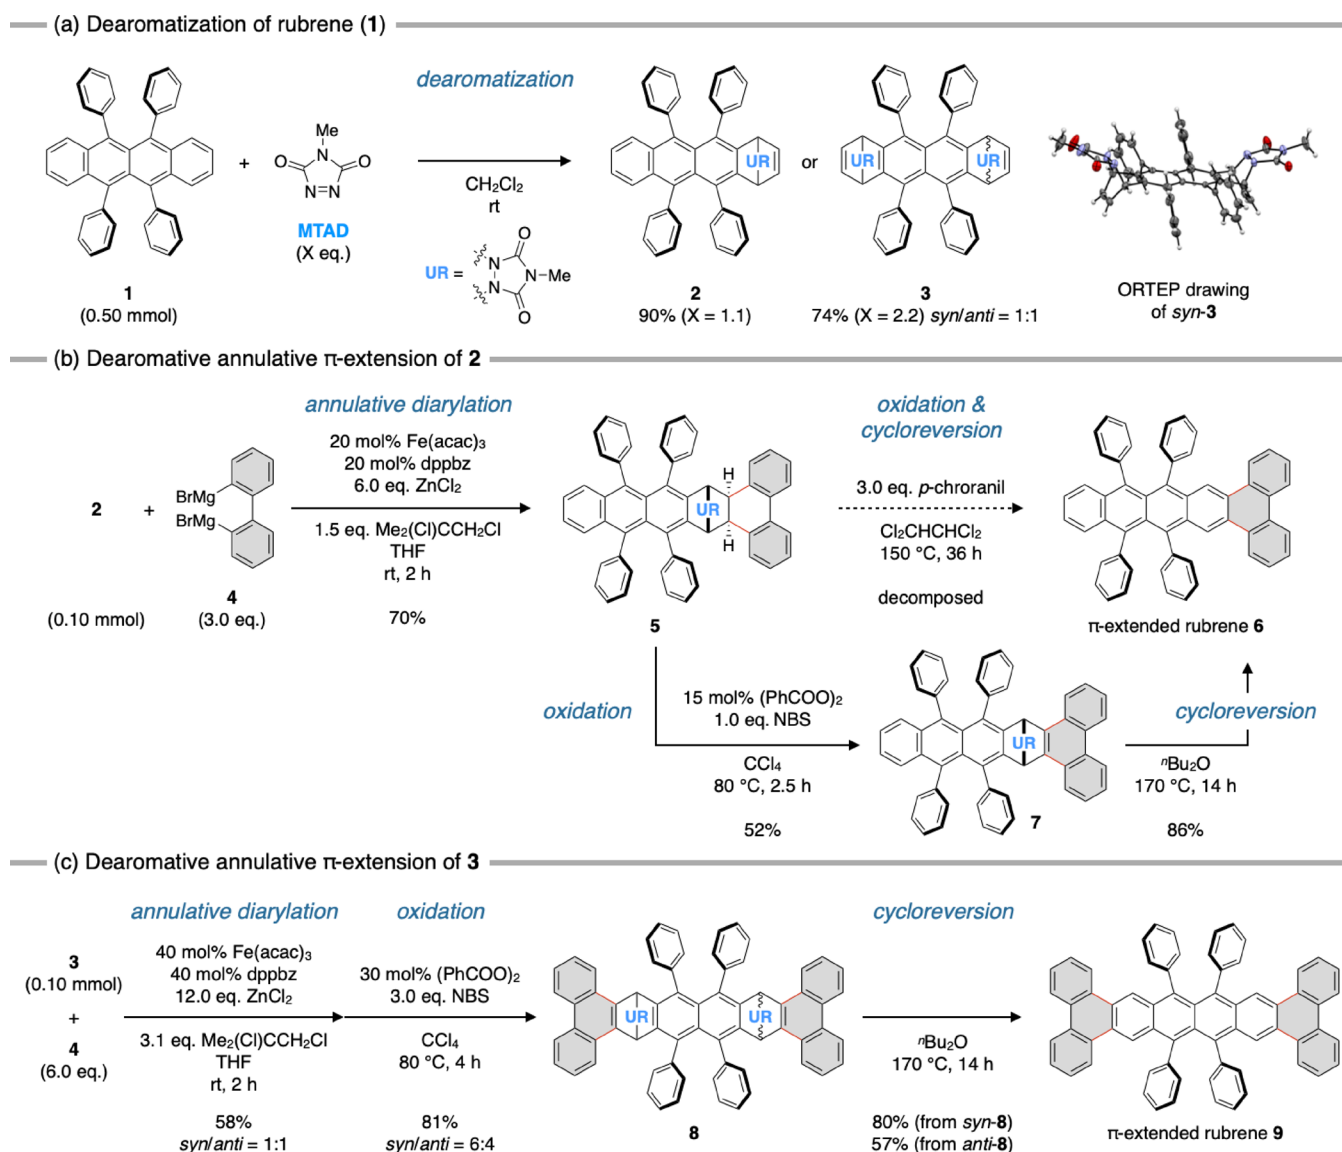 (a) Dearomatization of rubrene (1)
dearomatization
Me
N
O
O
N=N
+
MTAD
(X eq.)
CH2Cl2
rt
UR =
O
N
N
N–Me
O
UR
or
UR
UR
1
(0.50 mmol)
2
90% (X = 1.1)
3
74% (X = 2.2) syn/anti = 1:1
ORTEP drawing
of syn-3
(b) Dearomative annulative π-extension of 2
annulative diarylation
20 mol% Fe(acac)3
20 mol% dppbz
6.0 eq. ZnCl2
1.5 eq. Me2(Cl)CCH2Cl
THF
rt, 2 h
70%
2
+
BrMg
BrMg
4
(0.10 mmol)
(3.0 eq.)
H
UR
H
5
oxidation &
cycloreversion
3.0 eq. p-chroranil
Cl2CHCHCl2
150 °C, 36 h
decomposed
π-extended rubrene 6
oxidation
15 mol% (PhCOO)2
1.0 eq. NBS
CCl4
80 °C, 2.5 h
52%
UR
7
cycloreversion
nBu2O
170 °C, 14 h
86%
(c) Dearomative annulative π-extension of 3
annulative diarylation
oxidation
cycloreversion
3
(0.10 mmol)
+
4
(6.0 eq.)
40 mol% Fe(acac)3
40 mol% dppbz
12.0 eq. ZnCl2
3.1 eq. Me2(Cl)CCH2Cl
THF
rt, 2 h
58%
syn/anti = 1:1
30 mol% (PhCOO)2
3.0 eq. NBS
CCl4
80 °C, 4 h
81%
syn/anti = 6:4
UR
UR
8
nBu2O
170 °C, 14 h
80% (from syn-8)
57% (from anti-8)
π-extended rubrene 9